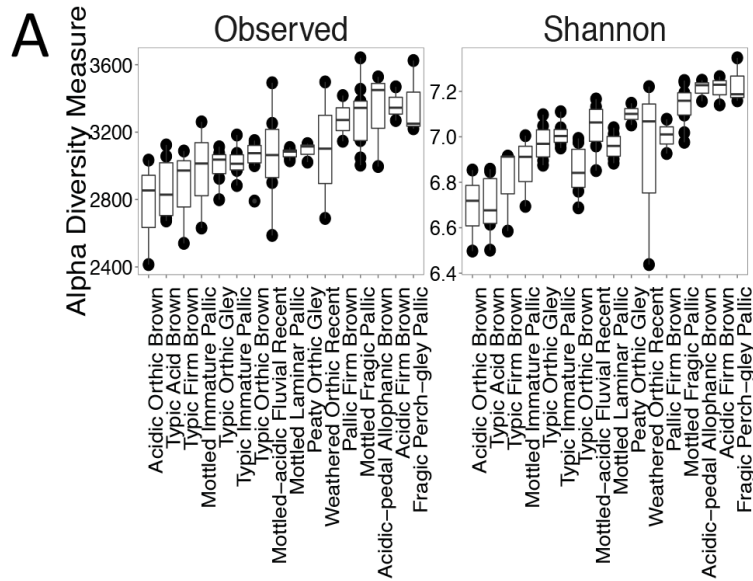 A
Observed
Shannon
Alpha Diversity Measure
3600
3200
2800
2400
7.2
7.0
6.8
6.6
6.4
Acidic Orthic Brown
Typic Acid Brown
Typic Firm Brown
Mottled Immature Pallic
Typic Orthic Gley
Typic Immature Pallic
Typic Orthic Brown
Mottled-acidic Fluvial Recent
Mottled Laminar Pallic
Peaty Orthic Gley
Weathered Orthic Recent
Pallic Firm Brown
Mottled Fragic Pallic
Acidic-pedal Allophanic Brown
Acidic Firm Brown
Fragic Perch-gley Pallic
Acidic Orthic Brown
Typic Acid Brown
Typic Firm Brown
Mottled Immature Pallic
Typic Orthic Gley
Typic Immature Pallic
Typic Orthic Brown
Mottled-acidic Fluvial Recent
Mottled Laminar Pallic
Peaty Orthic Gley
Weathered Orthic Recent
Pallic Firm Brown
Mottled Fragic Pallic
Acidic-pedal Allophanic Brown
Acidic Firm Brown
Fragic Perch-gley Pallic